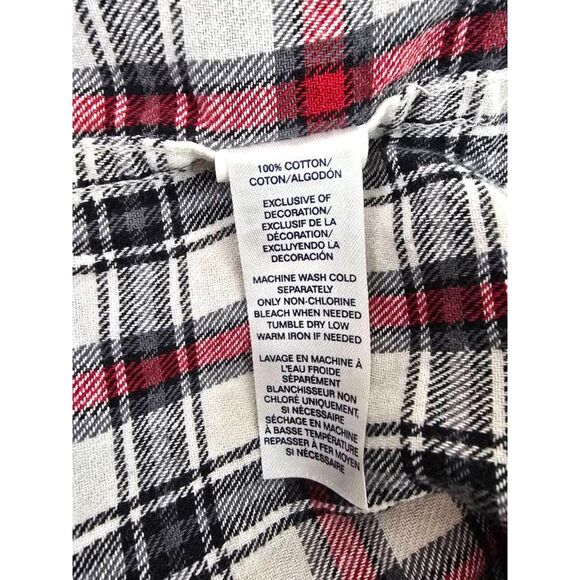 100% COTTON/
COTON/ALGODÓN
EXCLUSIVE OF
DECORATION/
EXCLUSIF DE LA
DÉCORATION/
EXCLUYENDO LA
DECORACIÓN
MACHINE WASH COLD
SEPARATELY
ONLY NON-CHLORINE
BLEACH WHEN NEEDED
TUMBLE DRY LOW
WARM IRON IF NEEDED
LAVAGE EN MACHINE À
L'EAU FROIDE
SÉPARÉMENT
BLANCHISSEUR NON
CHLORÉ UNIQUEMENT,
SI NÉCESSAIRE
SÉCHAGE EN MACHINE
À BASSE TEMPÉRATURE
REPASSER À FER MOYEN
SI NÉCESSAIRE